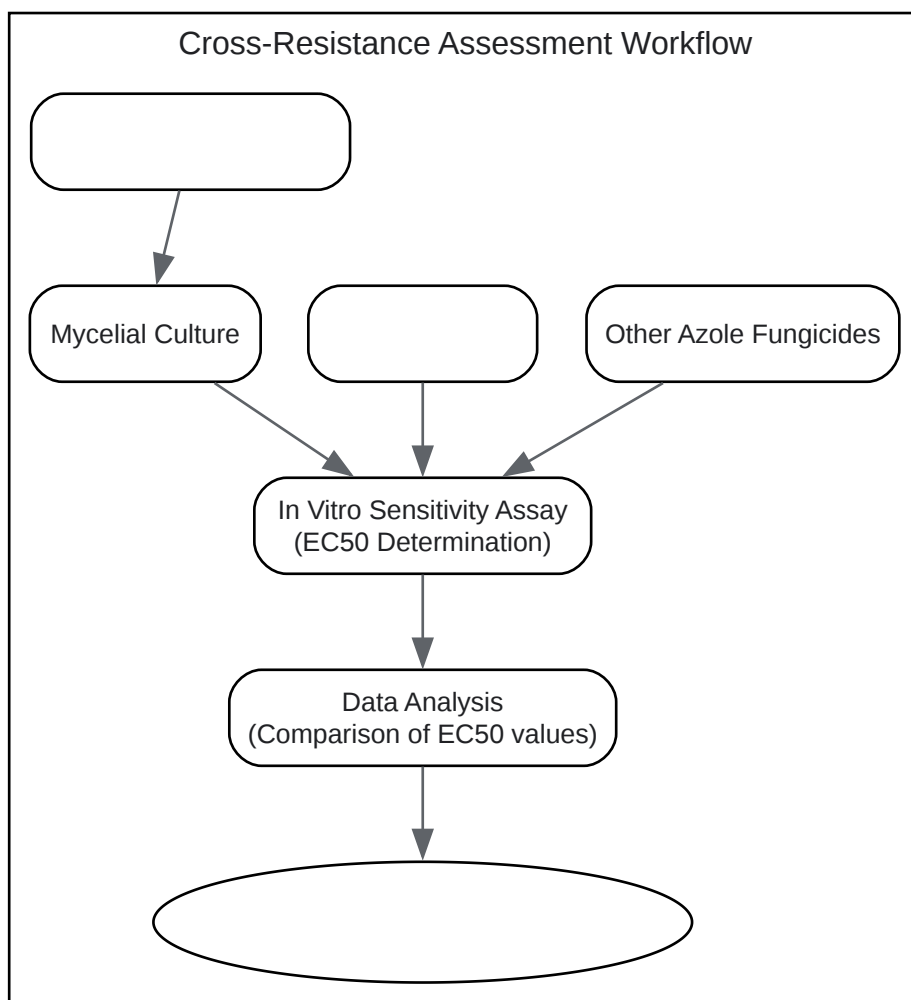 Cross-Resistance Assessment Workflow
Mycelial Culture
Other Azole Fungicides
In Vitro Sensitivity Assay
(EC50 Determination)
Data Analysis
(Comparison of EC50 values)